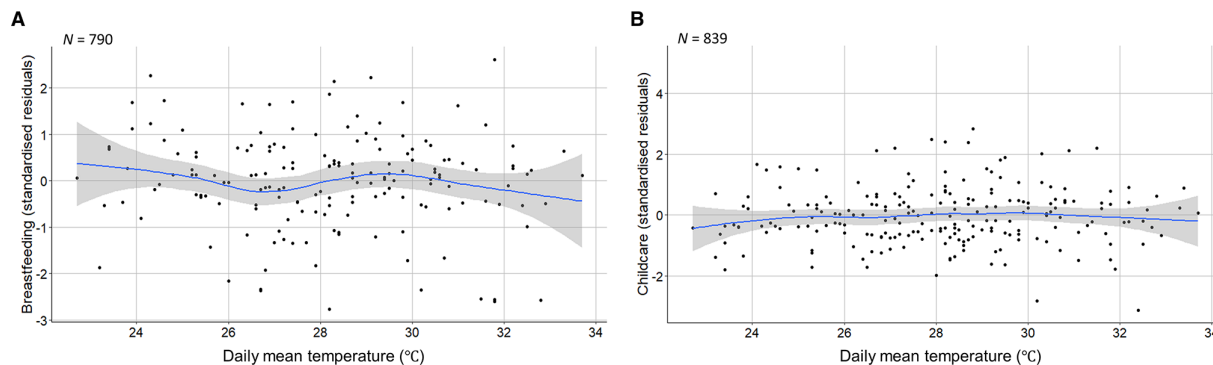 A
N = 790
Breastfeeding (standardised residuals)
2
1
0
-1
-2
-3
24
26
28
30
32
34
Daily mean temperature (°C)
B
N = 839
Childcare (standardised residuals)
4
2
0
-2
24
26
28
30
32
3
Daily mean temperature (°C)